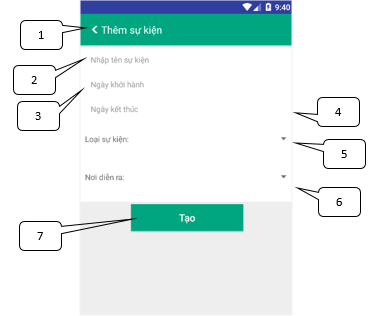 9:40
1
Thêm sự kiện
2
Nhập tên sự kiện
3
Ngày khởi hành
Ngày kết thúc
4
Loại sự kiện:
5
Nơi diễn ra:
6
7
Tạo